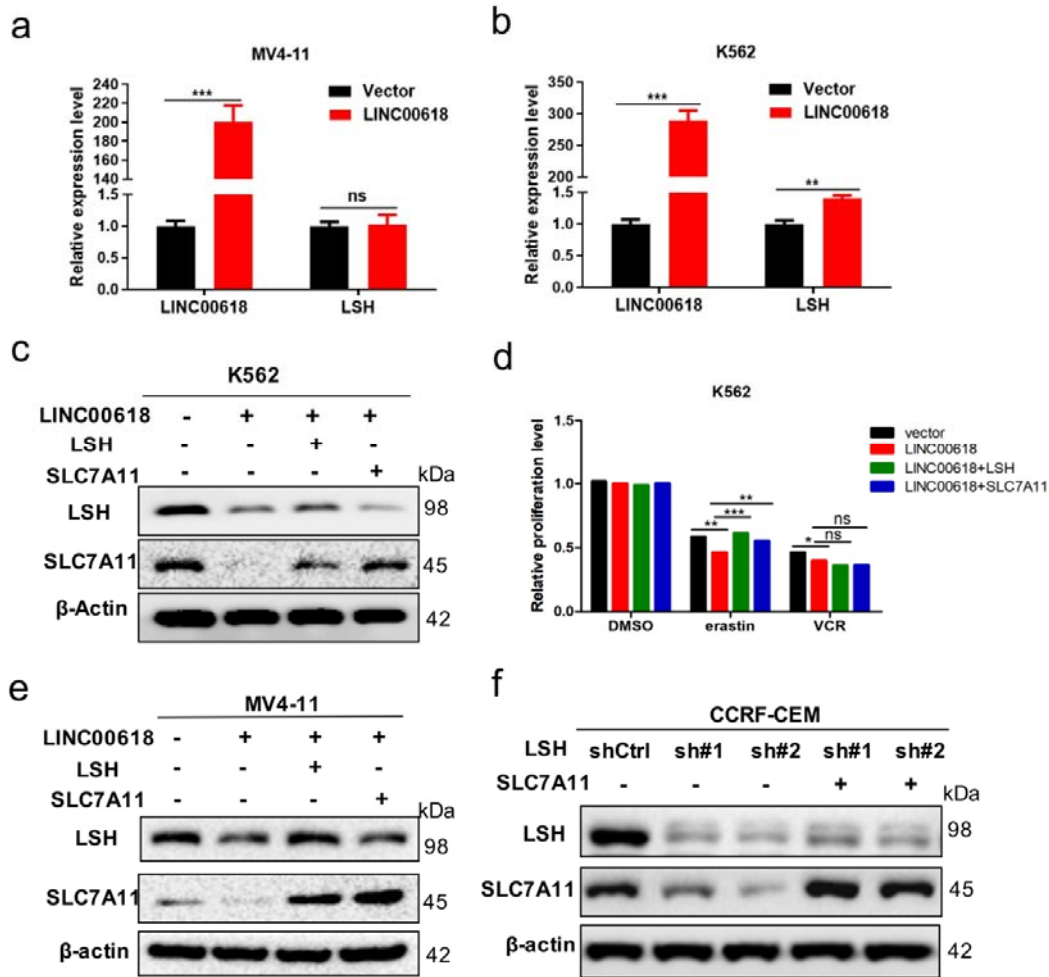 a
MV4-11
Relative expression level
240
220
200
180
160
140
120
100
1.5
1.0
0.5
0.0
***
ns
Vector
LINC00618
LINC00618 LSH
b
K562
Relative expression level
350
300
250
200
150
100
1.5
1.0
0.5
0.0
***
**
Vector
LINC00618
LINC00618 LSH
c
K562
LINC00618 - + + +
LSH - - + -
SLC7A11 - - - + kDa
LSH 98
SLC7A11 45
β-Actin 42
d
K562
Relative proliferation level
1.5
1.0
0.5
0.0
**
***
**
ns
ns
*
vector
LINC00618
LINC00618+LSH
LINC00618+SLC7A11
DMSO erastin VCR
e
MV4-11
LINC00618 - + + +
LSH - - + -
SLC7A11 - - - + kDa
LSH 98
SLC7A11 45
β-actin 42
f
CCRF-CEM
LSH shCtrl sh#1 sh#2 sh#1 sh#2
SLC7A11 - - - + + kDa
LSH 98
SLC7A11 45
β-actin 42